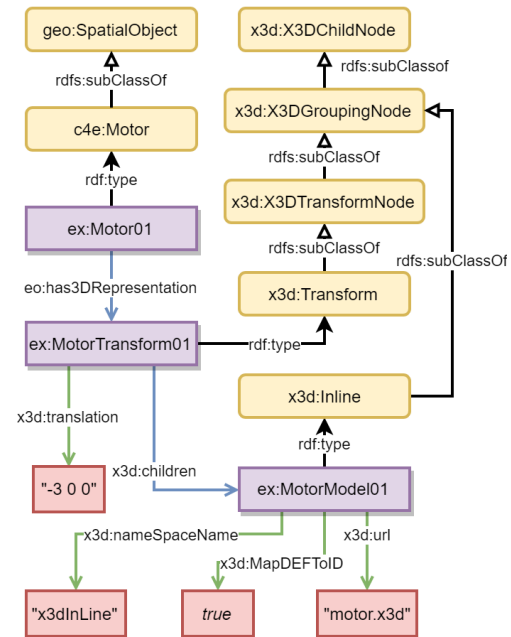 geo:SpatialObject
x3d:X3DChildNode
rdfs:subClassOf
rdfs:subClassof
c4e:Motor
x3d:X3DGroupingNode
rdf:type
rdfs:subClassOf
ex:Motor01
x3d:X3DTransformNode
rdfs:subClassOf
rdfs:subClassOf
eo:has3DRepresentation
x3d:Transform
ex:MotorTransform01
rdf:type
x3d:translation
x3d:Inline
rdf:type
x3d:children
"-3 0 0"
ex:MotorModel01
x3d:nameSpaceName
x3d:url
x3d:MapDEFToID
"x3dInLine"
true
"motor.x3d"